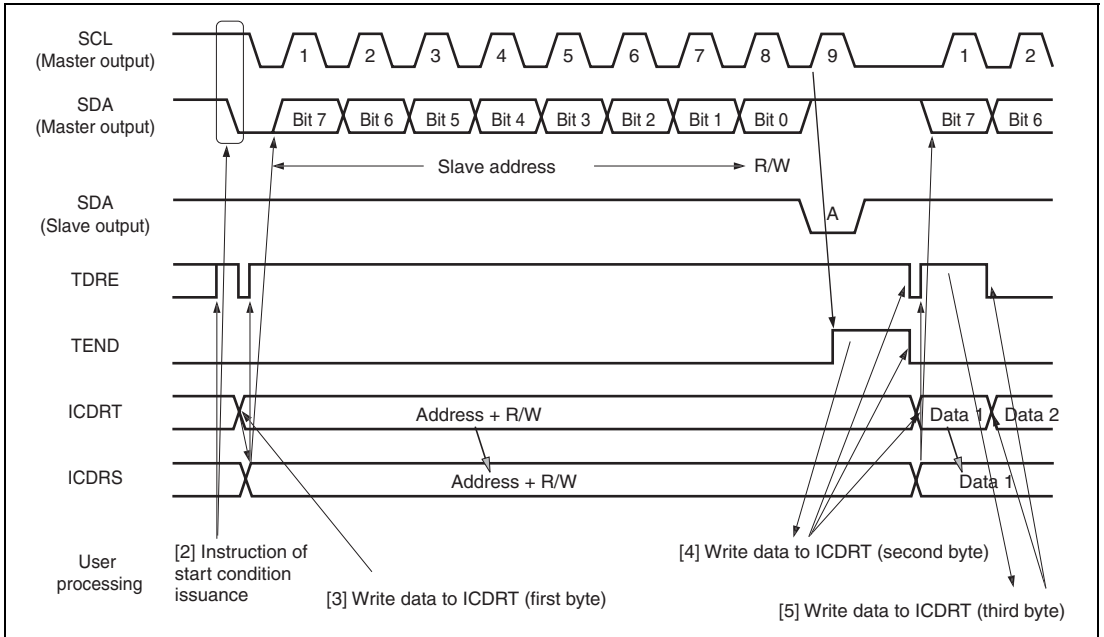 SCL
(Master output)
1 2 3 4 5 6 7 8 9 1 2
SDA
(Master output)
Bit 7 Bit 6 Bit 5 Bit 4 Bit 3 Bit 2 Bit 1 Bit 0 Bit 7 Bit 6
Slave address R/W
SDA
(Slave output)
A
TDRE
TEND
ICDRT
Address + R/W Data 1 Data 2
ICDRS
Address + R/W Data 1
User
processing
[2] Instruction of
start condition
issuance
[3] Write data to ICDRT (first byte)
[4] Write data to ICDRT (second byte)
[5] Write data to ICDRT (third byte)